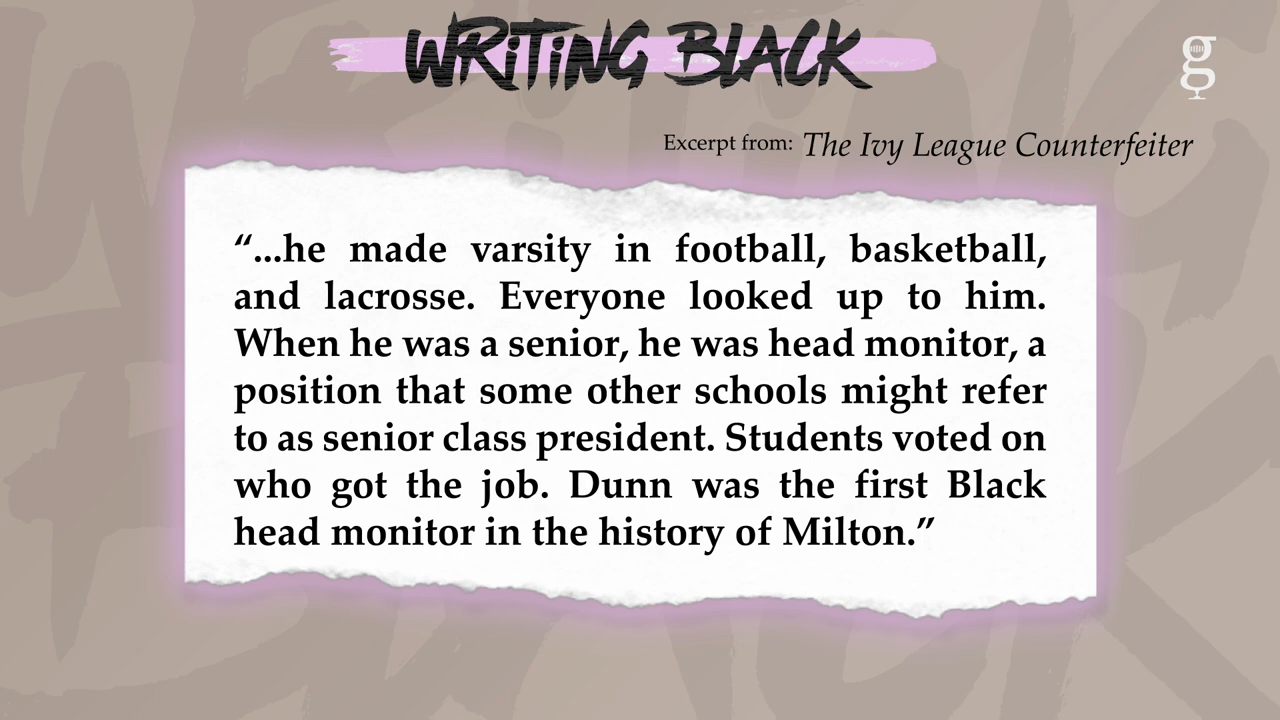 WRiTiNG BLACK
g
Excerpt from: The Ivy League Counterfeiter
“...he made varsity in football, basketball,
and lacrosse. Everyone looked up to him.
When he was a senior, he was head monitor, a
position that some other schools might refer
to as senior class president. Students voted on
who got the job. Dunn was the first Black
head monitor in the history of Milton.”